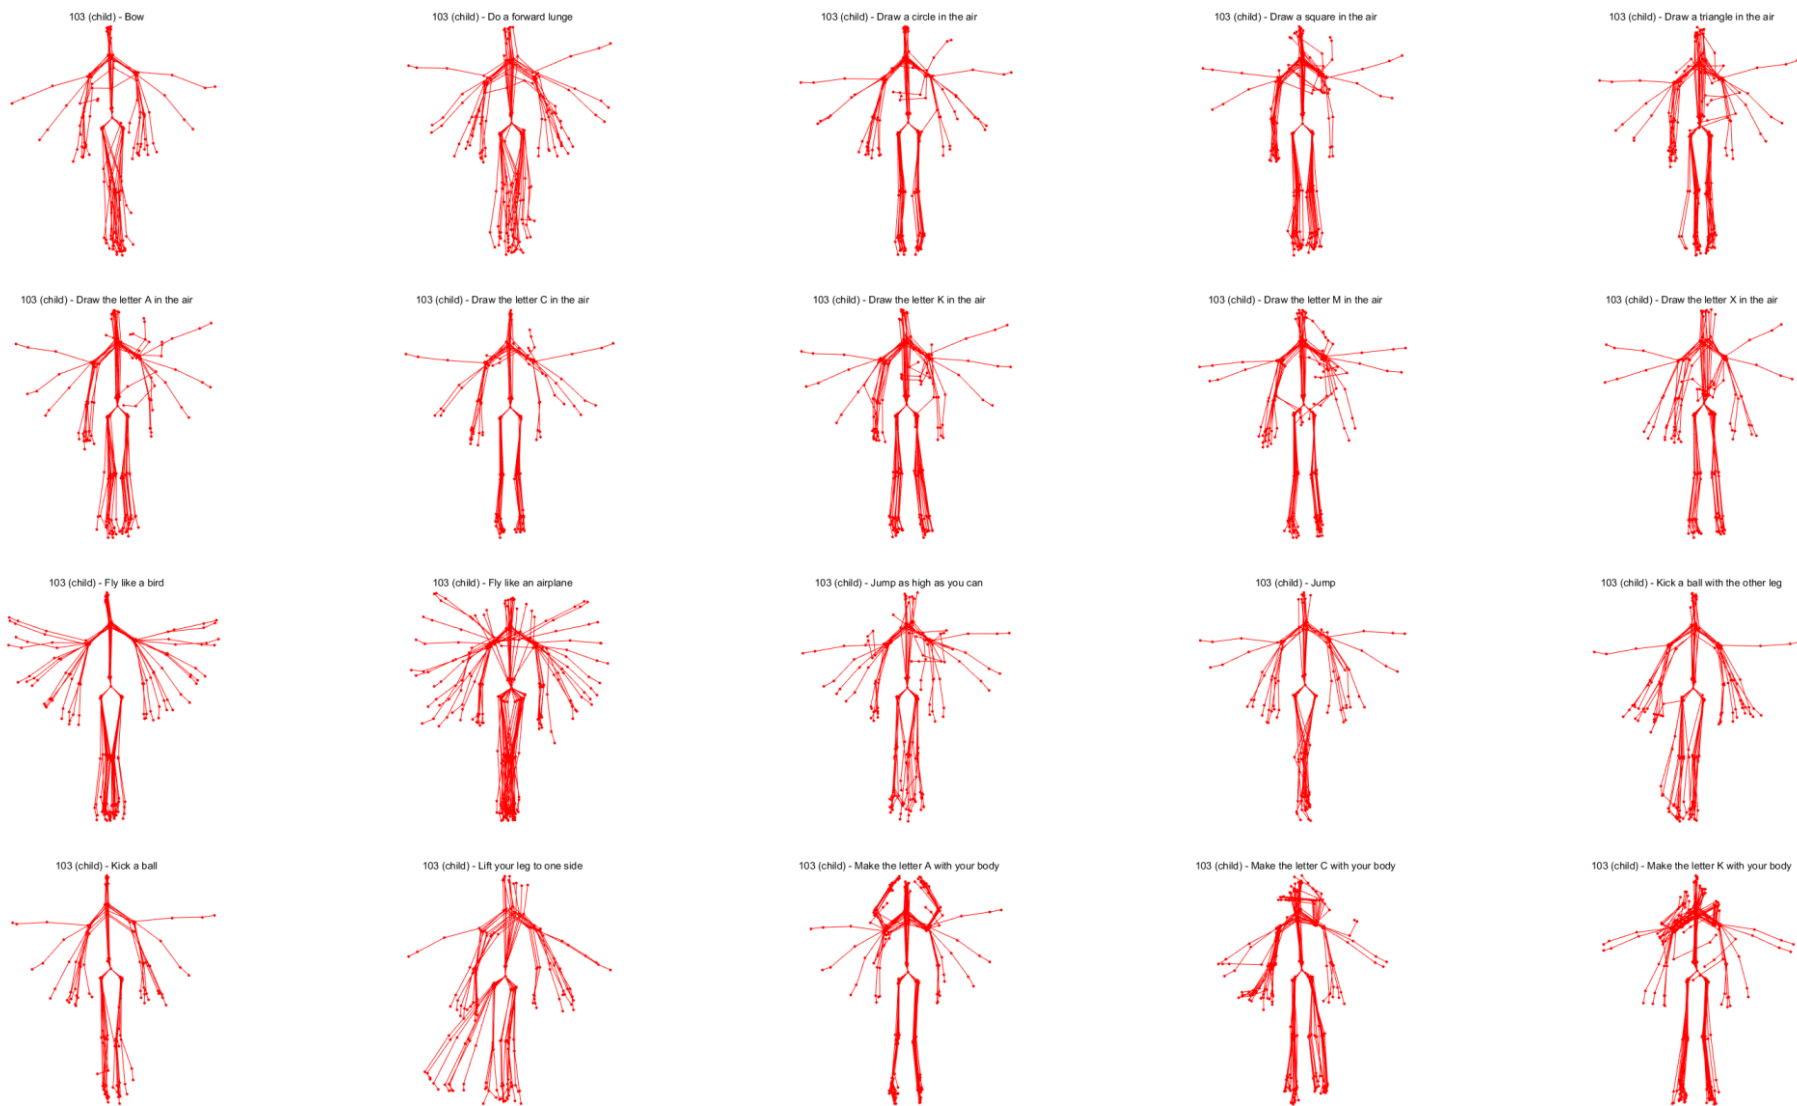 103 (child) - Bow
103 (child) - Do a forward lunge
103 (child) - Draw a circle in the air
103 (child) - Draw a square in the air
103 (child) - Draw a triangle in the air
103 (child) - Draw the letter A in the air
103 (child) - Draw the letter C in the air
103 (child) - Draw the letter K in the air
103 (child) - Draw the letter M in the air
103 (child) - Draw the letter X in the air
103 (child) - Fly like a bird
103 (child) - Fly like an airplane
103 (child) - Jump as high as you can
103 (child) - Jump
103 (child) - Kick a ball with the other leg
103 (child) - Kick a ball
103 (child) - Lift your leg to one side
103 (child) - Make the letter A with your body
103 (child) - Make the letter C with your body
103 (child) - Make the letter K with your body